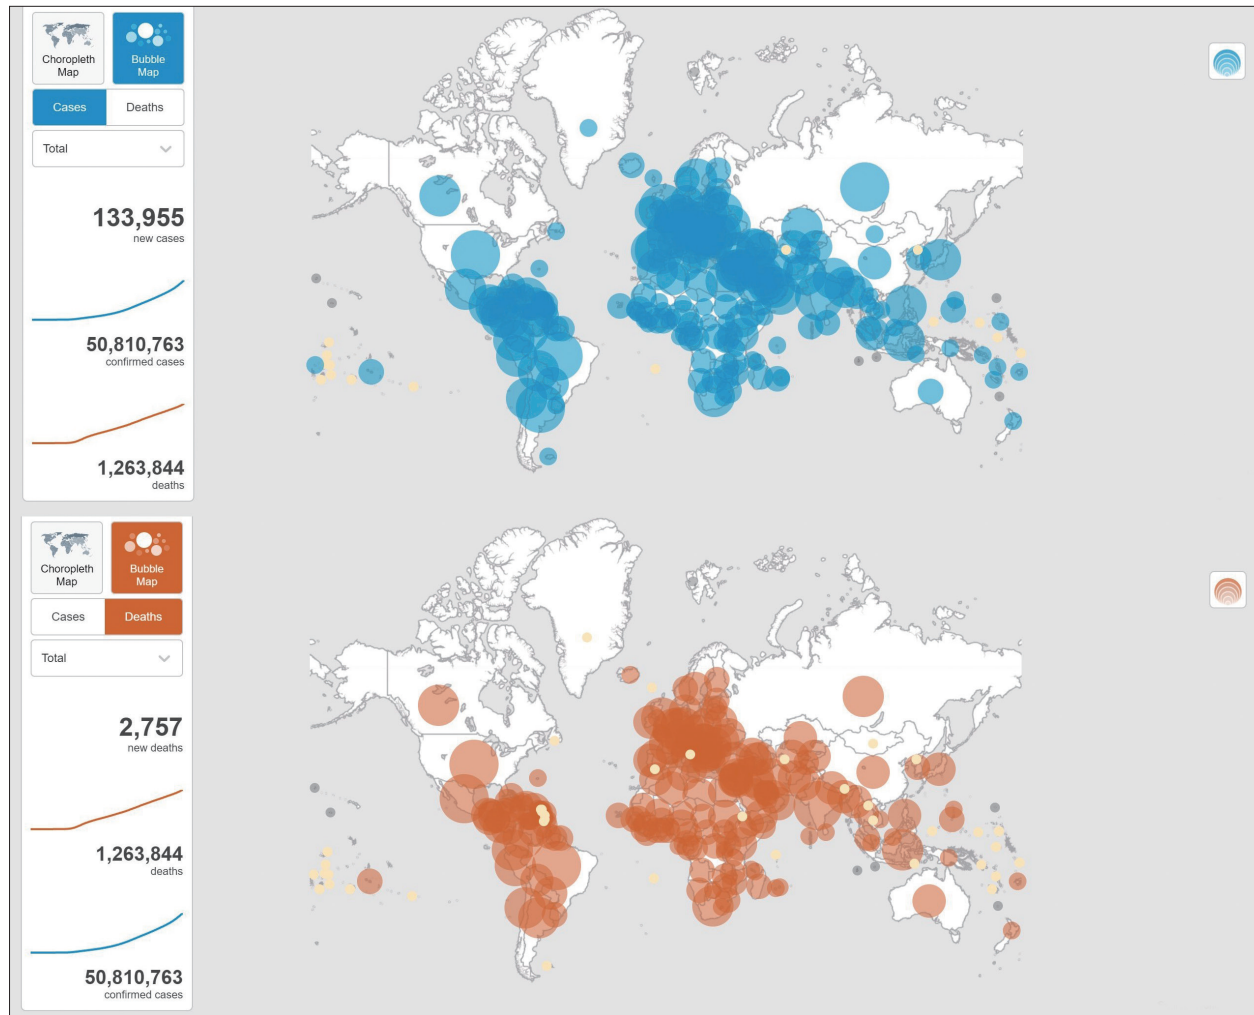 Choropleth
Map
Bubble
Map
Cases
Deaths
Total
133,955
new cases
50,810,763
confirmed cases
1,263,844
deaths
Choropleth
Map
Bubble
Map
Cases
Deaths
Total
2,757
new deaths
1,263,844
deaths
50,810,763
confirmed cases